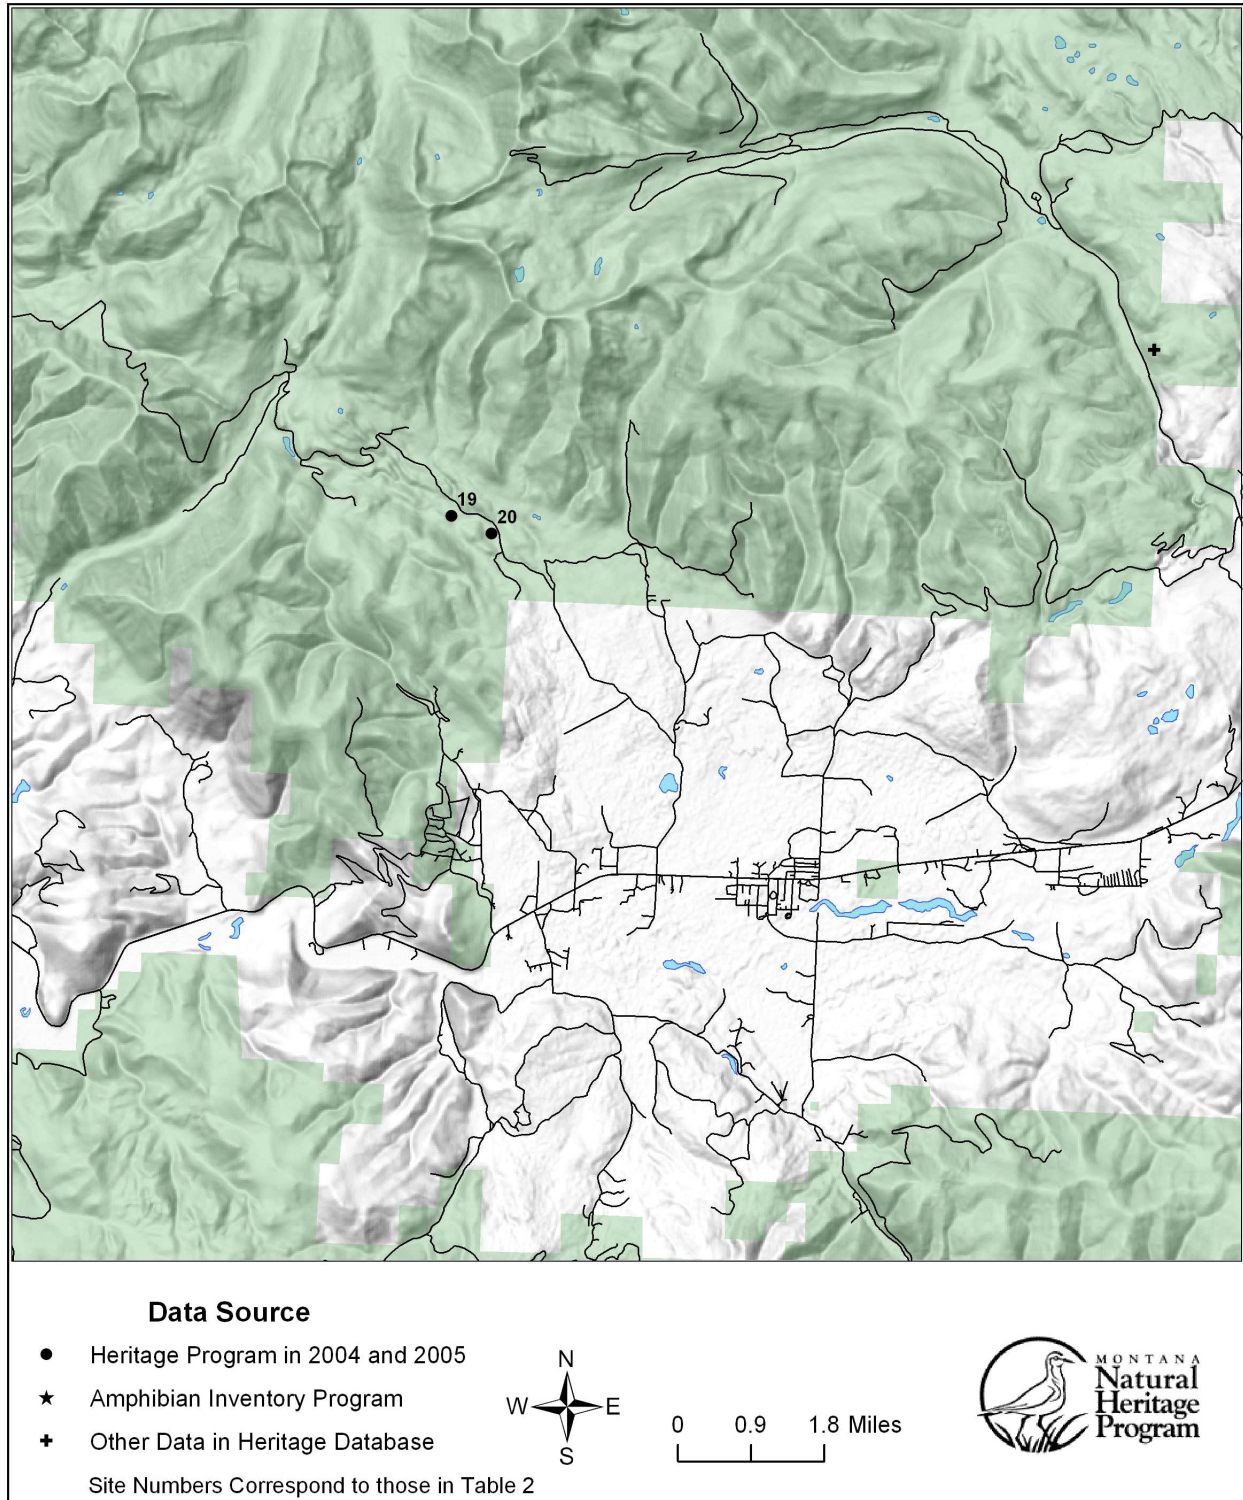 19
20
Data Source
Heritage Program in 2004 and 2005
Amphibian Inventory Program
Other Data in Heritage Database
Site Numbers Correspond to those in Table 2
N
W E
S
0 0.9 1.8 Miles
MONTANA
Natural
Heritage
Program